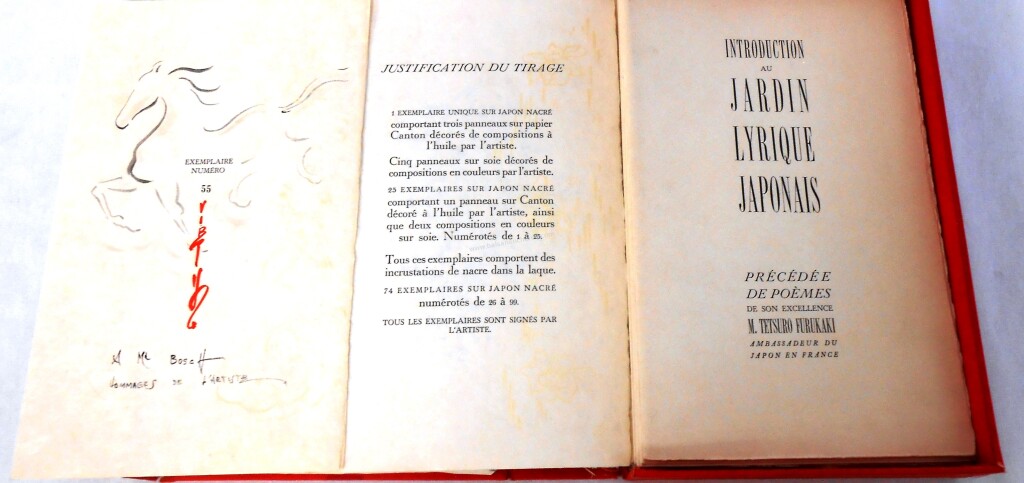 EXEMPLAIRE
NUMÉRO
55
A Mr BOSCH
HOMMAGES DE L'ARTISTE
JUSTIFICATION DU TIRAGE
1 EXEMPLAIRE UNIQUE SUR JAPON NACRÉ
comportant trois panneaux sur papier
Canton décorés de compositions à
l'huile par l'artiste.
Cinq panneaux sur soie décorés de
compositions en couleurs par l'artiste.
25 EXEMPLAIRES SUR JAPON NACRÉ
comportant un panneau sur Canton
décoré à l'huile par l'artiste, ainsi
que deux compositions en couleurs
sur soie. Numérotés de 1 à 25.
Tous ces exemplaires comportent des
incrustations de nacre dans la laque.
74 EXEMPLAIRES SUR JAPON NACRÉ
numérotés de 26 à 99.
TOUS LES EXEMPLAIRES SONT SIGNÉS PAR
L'ARTISTE.
INTRODUCTION
AU
JARDIN
LYRIQUE
JAPONAIS
PRÉCÉDÉE
DE POÈMES
DE SON EXCELLENCE
M. TETSURO FURUKAKI
AMBASSADEUR DU
JAPON EN FRANCE